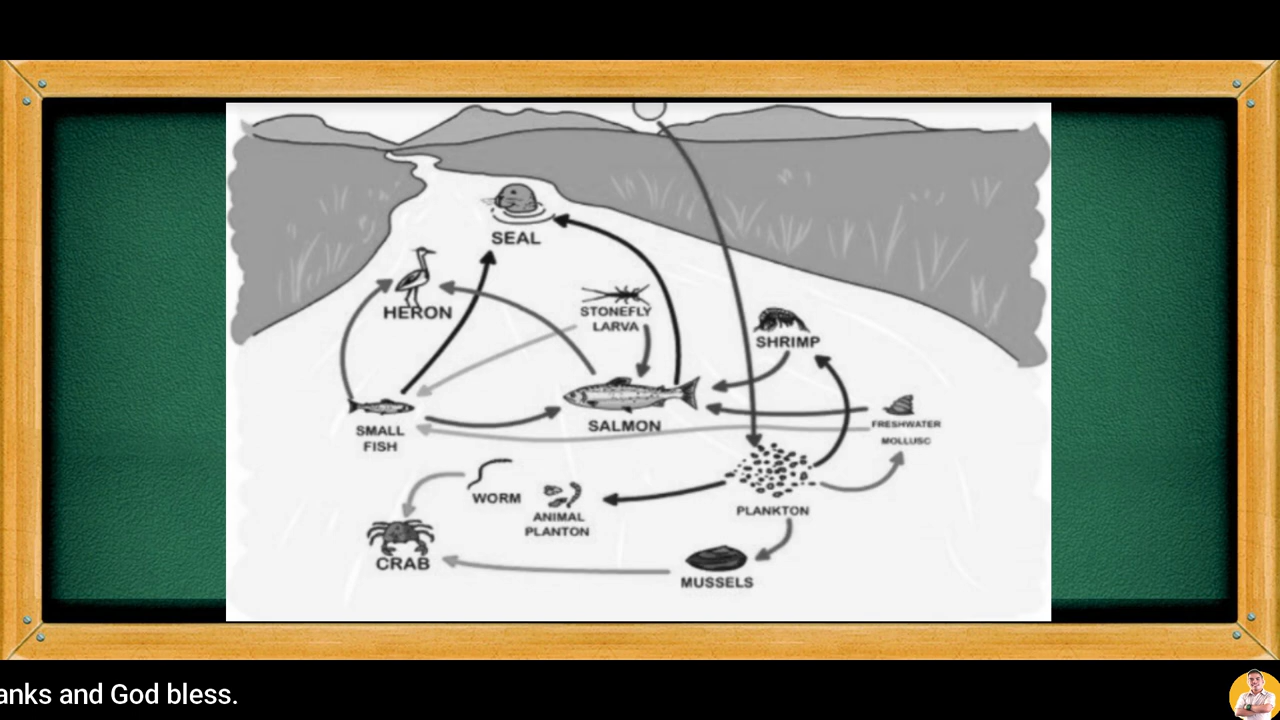 SEAL
HERON
STONEFLY
LARVA
SHRIMP
SMALL
FISH
SALMON
FRESHWATER
MOLLUSC
WORM
ANIMAL
PLANTON
PLANKTON
CRAB
MUSSELS
anks and God bless.